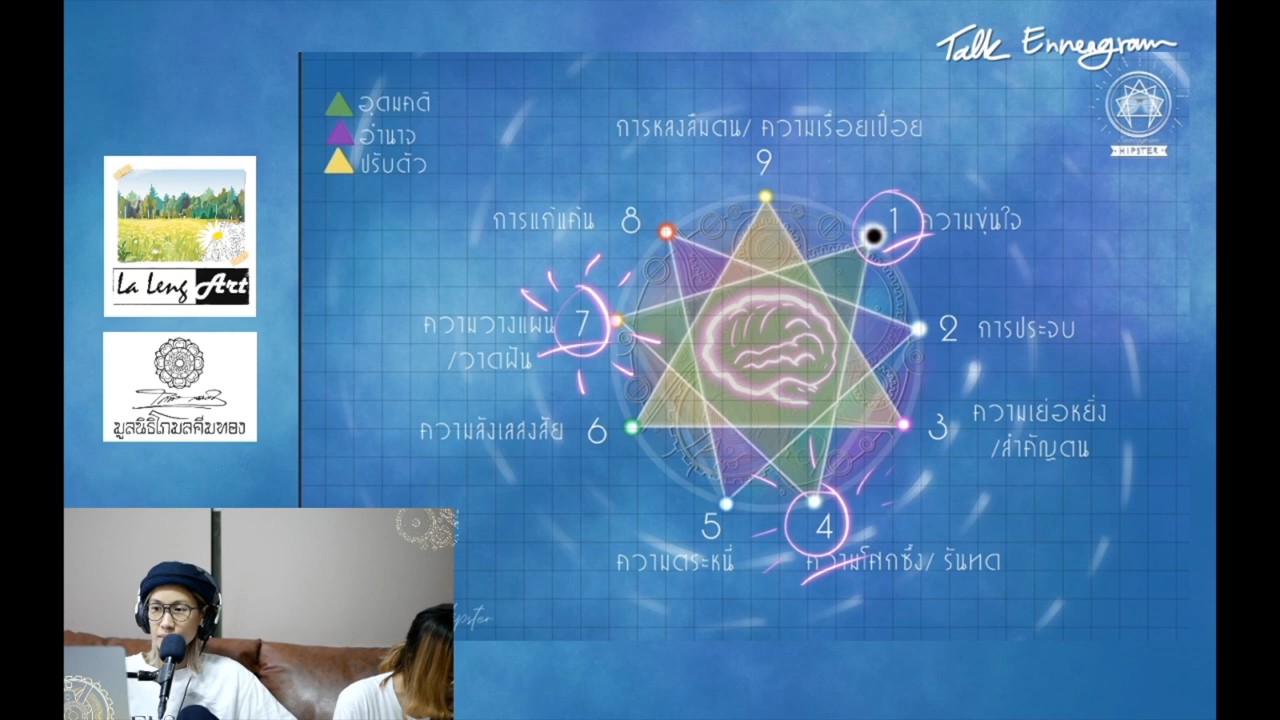 Talk Enneagram
HIPSTER
อุดมคติ
อำนาจ
ปรับตัว
การหลงลืมตน/ ความเรื่อยเปื่อย
9
การแก้แค้น 8
1 ความขุ่นใจ
ความวางแผน 7
/วาดฝัน
2 การประจบ
ความลังเลสงสัย 6
3 ความเย่อหยิ่ง
/สำคัญตน
5
ความตระหนี่
4
ความโศกซึ้ง/ รันทด
La Leng Art
มูลนิธิโกมลคีมทอง